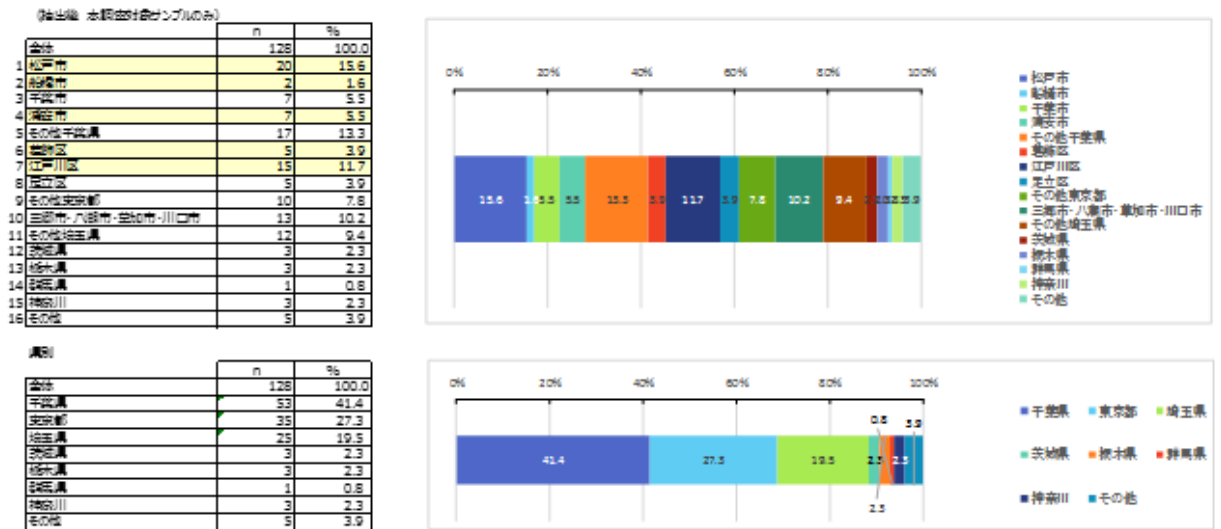 (抽出後 本調査対象サンプルのみ)
n %
全体 128 100.0
1 松戸市 20 15.6
2 船橋市 2 1.6
3 千葉市 7 5.5
4 浦安市 7 5.5
5 その他千葉県 17 13.3
6 葛飾区 5 3.9
7 江戸川区 15 11.7
8 足立区 5 3.9
9 その他東京都 10 7.8
10 三郷市・八潮市・草加市・川口市 13 10.2
11 その他埼玉県 12 9.4
12 茨城県 3 2.3
13 栃木県 3 2.3
14 群馬県 1 0.8
15 神奈川 3 2.3
16 その他 5 3.9
0% 20% 40% 60% 80% 100%
15.6 1.6 5.5 5.5 13.3 3.9 11.7 3.9 7.8 10.2 9.4 3.9
松戸市
船橋市
千葉市
浦安市
その他千葉県
葛飾区
江戸川区
足立区
その他東京都
三郷市・八潮市・草加市・川口市
その他埼玉県
茨城県
栃木県
群馬県
神奈川
その他
県別
n %
全体 128 100.0
千葉県 53 41.4
東京都 35 27.3
埼玉県 25 19.5
茨城県 3 2.3
栃木県 3 2.3
群馬県 1 0.8
神奈川 3 2.3
その他 5 3.9
0% 20% 40% 60% 80% 100%
0.8 3.9
41.4 27.3 19.5 2.3 2.3
2.3
千葉県 東京都 埼玉県
茨城県 栃木県 群馬県
神奈川 その他